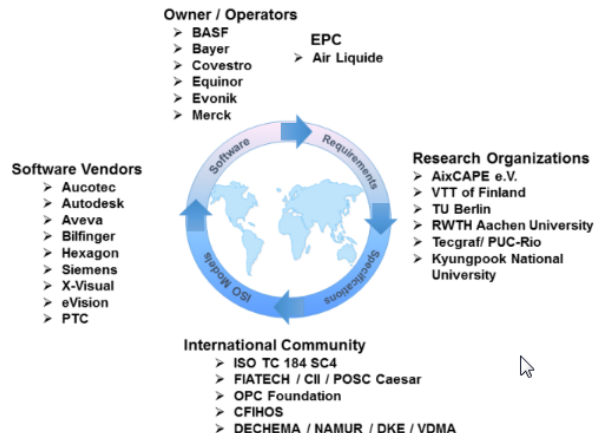 Owner / Operators
➢ BASF
➢ Bayer
➢ Covestro
➢ Equinor
➢ Evonik
➢ Merck
EPC
➢ Air Liquide
Software
Requirements
Specifications
ISO Models
Software Vendors
➢ Aucotec
➢ Autodesk
➢ Aveva
➢ Bilfinger
➢ Hexagon
➢ Siemens
➢ X-Visual
➢ eVision
➢ PTC
Research Organizations
➢ AixCAPE e.V.
➢ VTT of Finland
➢ TU Berlin
➢ RWTH Aachen University
➢ Tecgraf/ PUC-Rio
➢ Kyungpook National
University
International Community
➢ ISO TC 184 SC4
➢ FIATECH / CII / POSC Caesar
➢ OPC Foundation
➢ CFIHOS
➢ DECHEMA / NAMUR / DKE / VDMA